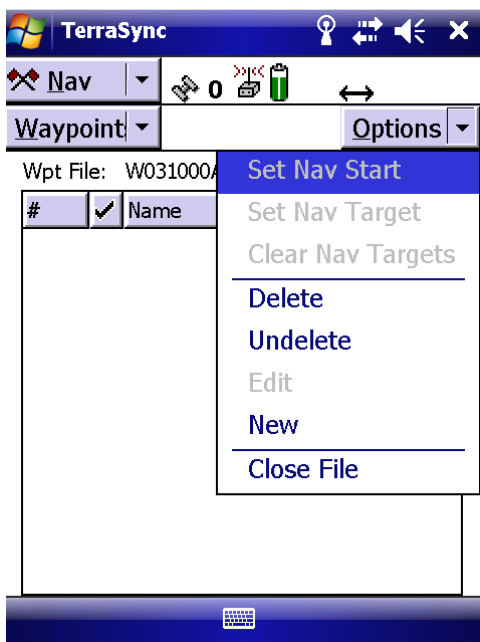 TerraSync
Nav
0
Waypoint
Options
Wpt File: W031000
# Name
Set Nav Start
Set Nav Target
Clear Nav Targets
Delete
Undelete
Edit
New
Close File